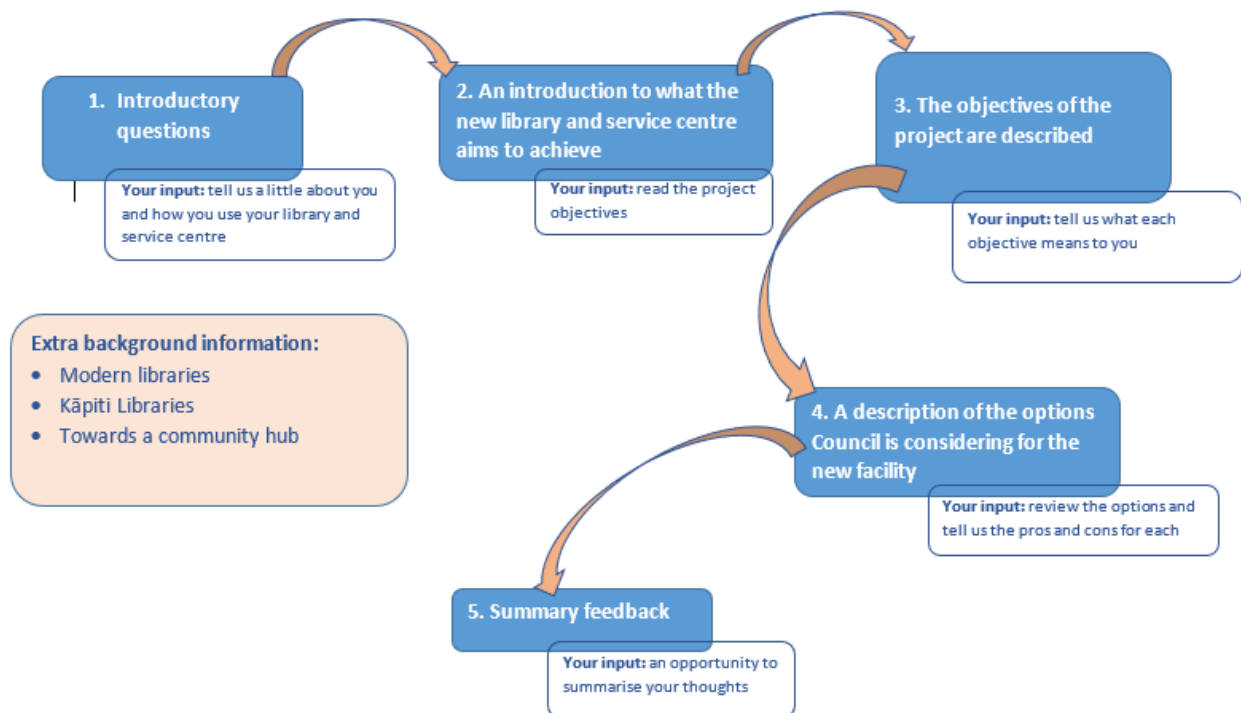 1. Introductory
questions
Your input: tell us a little about you
and how you use your library and
service centre
2. An introduction to what the
new library and service centre
aims to achieve
Your input: read the project
objectives
3. The objectives of the
project are described
Your input: tell us what each
objective means to you
Extra background information:
• Modern libraries
• Kāpiti Libraries
• Towards a community hub
4. A description of the options
Council is considering for the
new facility
Your input: review the options and
tell us the pros and cons for each
5. Summary feedback
Your input: an opportunity to
summarise your thoughts